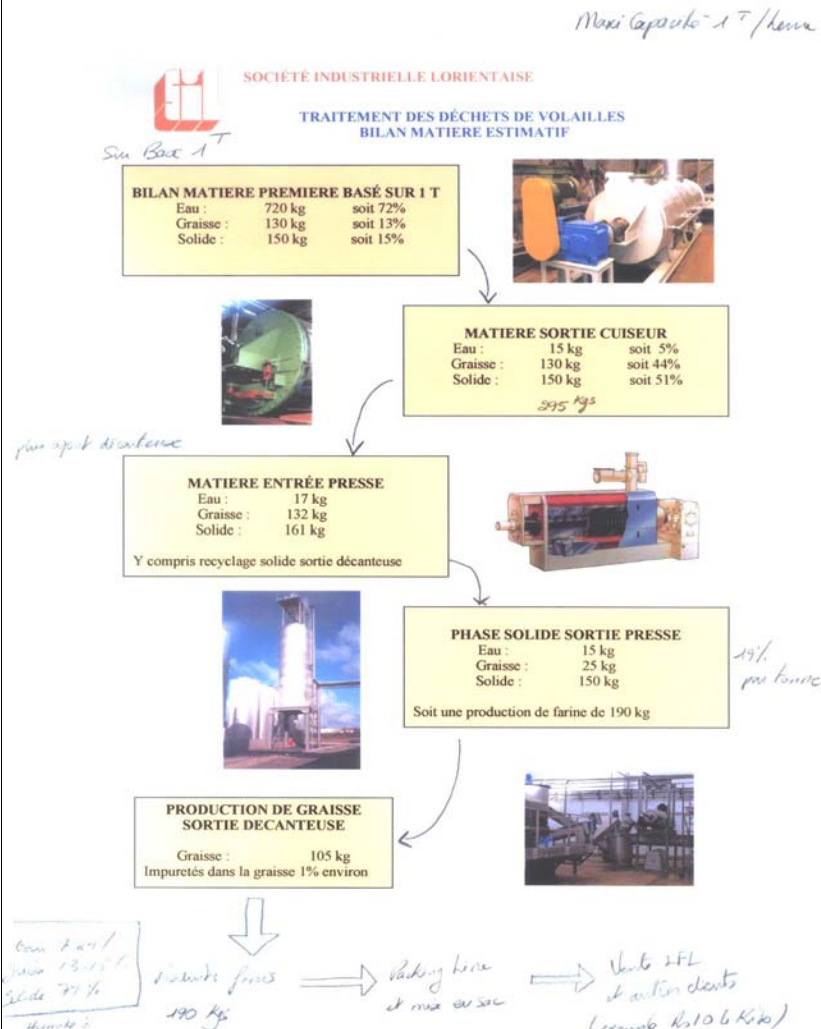 Maxi Capacité 1 T / heure
SiL
SOCIÉTÉ INDUSTRIELLE LORIENTAISE
TRAITEMENT DES DÉCHETS DE VOLAILLES
BILAN MATIERE ESTIMATIF
Sur Base 1 T
BILAN MATIERE PREMIERE BASÉ SUR 1 T
Eau : 720 kg soit 72%
Graisse : 130 kg soit 13%
Solide : 150 kg soit 15%
MATIERE SORTIE CUISEUR
Eau : 15 kg soit 5%
Graisse : 130 kg soit 44%
Solide : 150 kg soit 51%
295 Kgs
plus ajout décanteuse
MATIERE ENTRÉE PRESSE
Eau : 17 kg
Graisse : 132 kg
Solide : 161 kg
Y compris recyclage solide sortie décanteuse
PHASE SOLIDE SORTIE PRESSE
Eau : 15 kg
Graisse : 25 kg
Solide : 150 kg
Soit une production de farine de 190 kg
19%
par tonne
PRODUCTION DE GRAISSE
SORTIE DECANTEUSE
Graisse : 105 kg
Impuretés dans la graisse 1% environ
Solide 79 %
190 Kgs
Packing Line
et mise en sac
Vente LFL
et autres clients